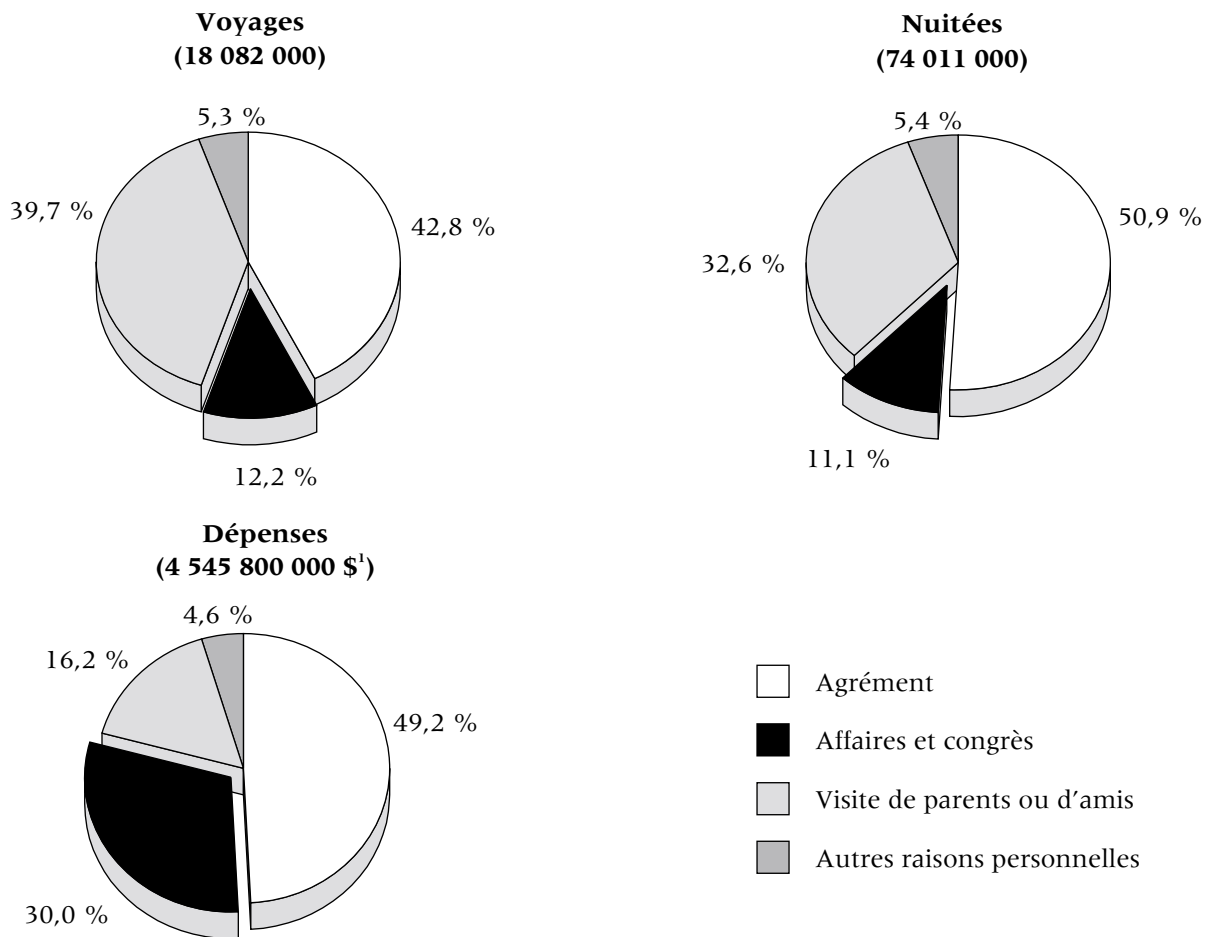 Voyages
(18 082 000)
5,3 %
39,7 %
42,8 %
12,2 %
Nuitées
(74 011 000)
5,4 %
32,6 %
50,9 %
11,1 %
Dépenses
(4 545 800 000 $¹)
4,6 %
16,2 %
49,2 %
30,0 %
Agrément
Affaires et congrès
Visite de parents ou d'amis
Autres raisons personnelles